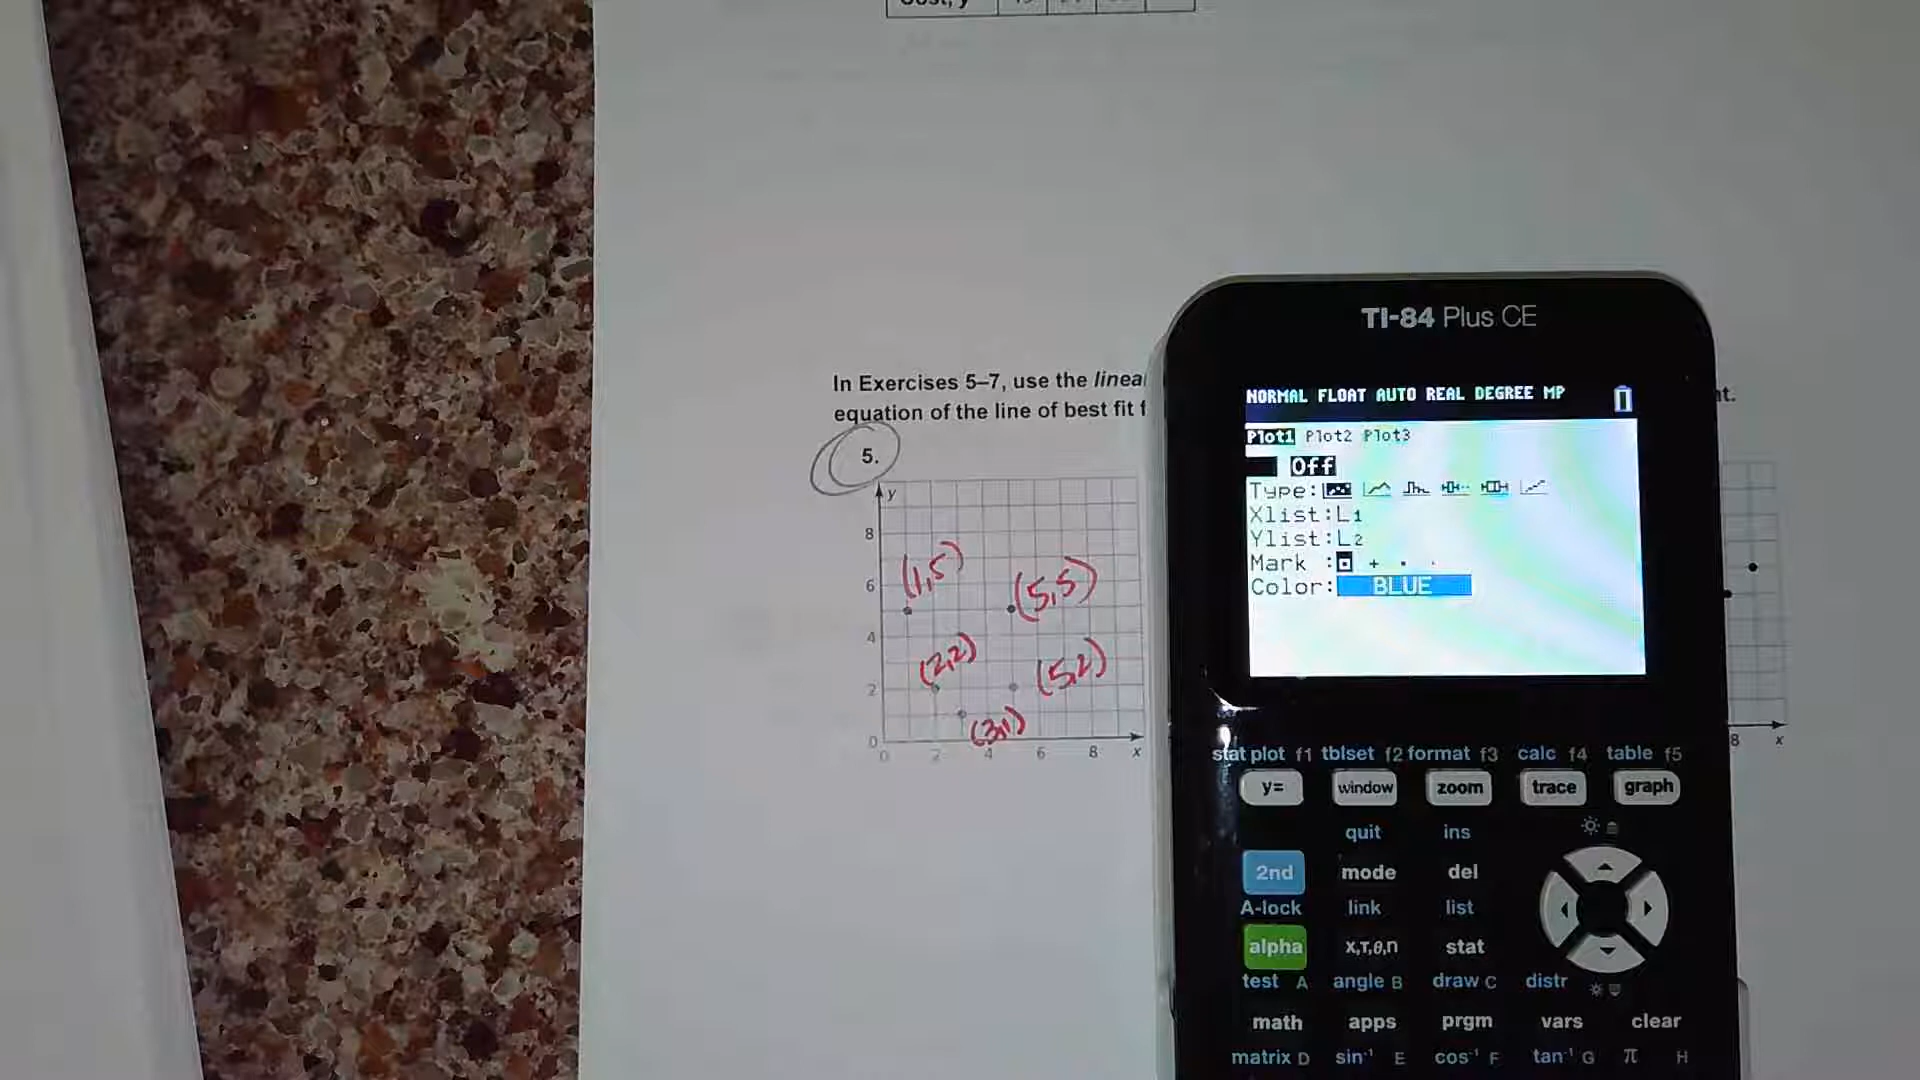 In Exercises 5–7, use the
equation of the line of best fit
5.
y
8
6
4
2
0
0 2 4 6 8 x
(1,5)
(5,5)
(2,2)
(5,2)
(3,1)
nt.
8 x
TI-84 Plus CE
NORMAL FLOAT AUTO REAL DEGREE MP
Plot1 Plot2 Plot3
Off
Type:
Xlist:L1
Ylist:L2
Mark :
Color: BLUE
stat plot f1 tblset f2 format f3 calc f4 table f5
y= window zoom trace graph
quit ins
2nd mode del
A-lock link list
alpha x,T,θ,n stat
test A angle B draw C distr
math apps prgm vars clear
matrix D sin-1 E cos-1 F tan-1 G π H